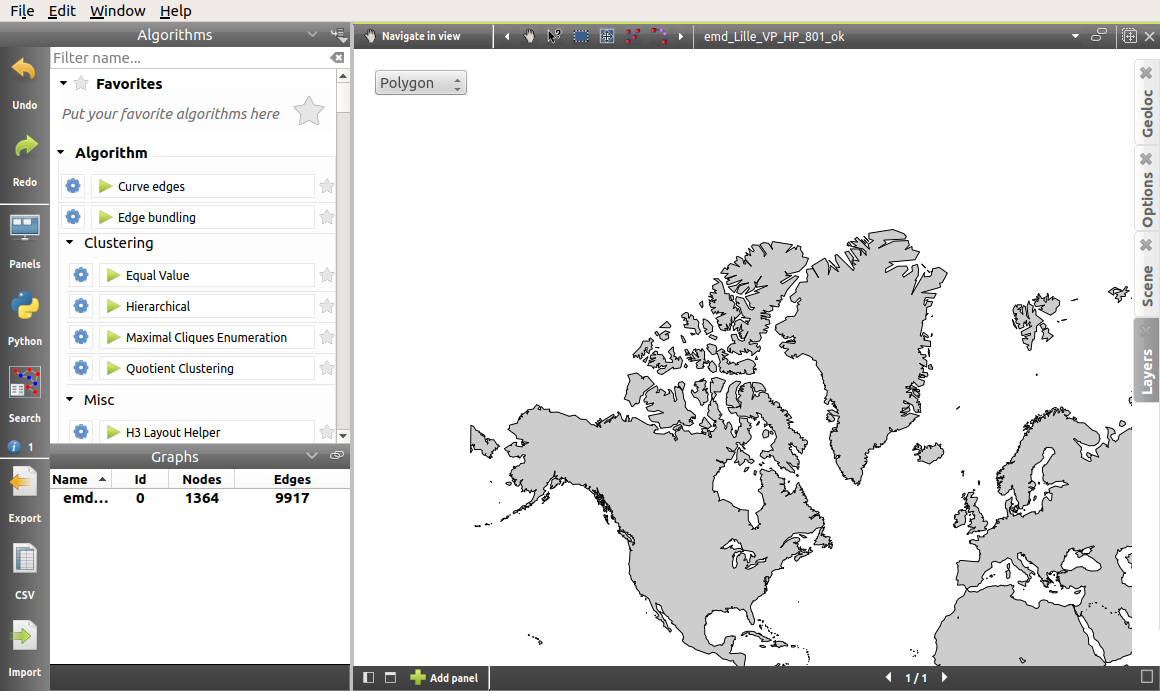 File Edit Window Help
Algorithms
Navigate in view
emd_Lille_VP_HP_801_ok
Undo
Redo
Panels
Python
Search
i 1
Export
CSV
Import
Filter name...
Favorites
Put your favorite algorithms here
Algorithm
Curve edges
Edge bundling
Clustering
Equal Value
Hierarchical
Maximal Cliques Enumeration
Quotient Clustering
Misc
H3 Layout Helper
Graphs
Name Id Nodes Edges
emd... 0 1364 9917
Polygon
Geoloc
Options
Scene
Layers
Add panel
1 / 1